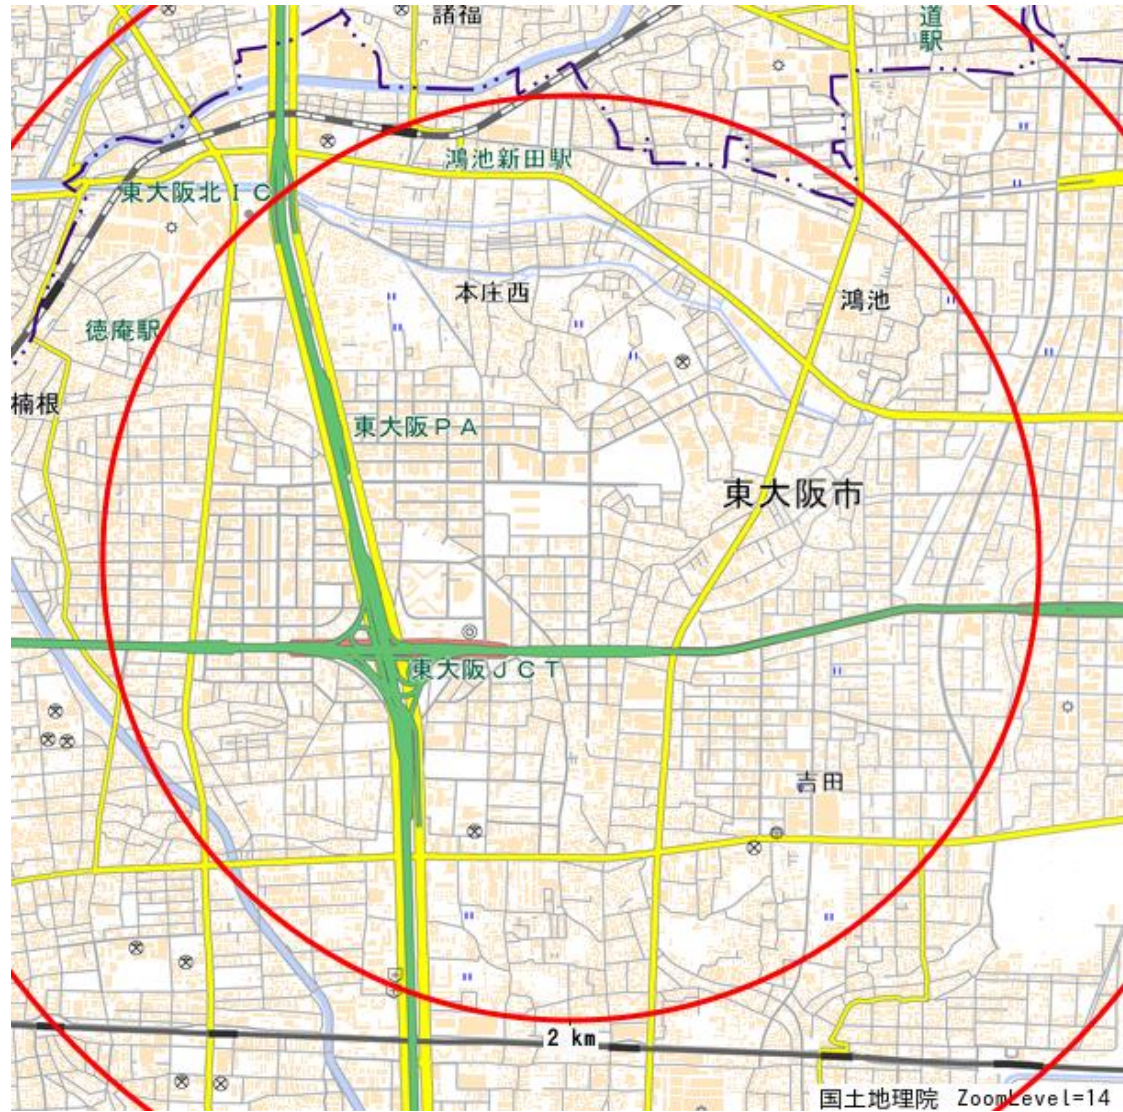 諸福
道
駅
鴻池新田駅
東大阪北IC
本庄西
鴻池
徳庵駅
楠根
東大阪PA
東大阪市
東大阪JCT
吉田
2 km
国土地理院 ZoomLevel=14